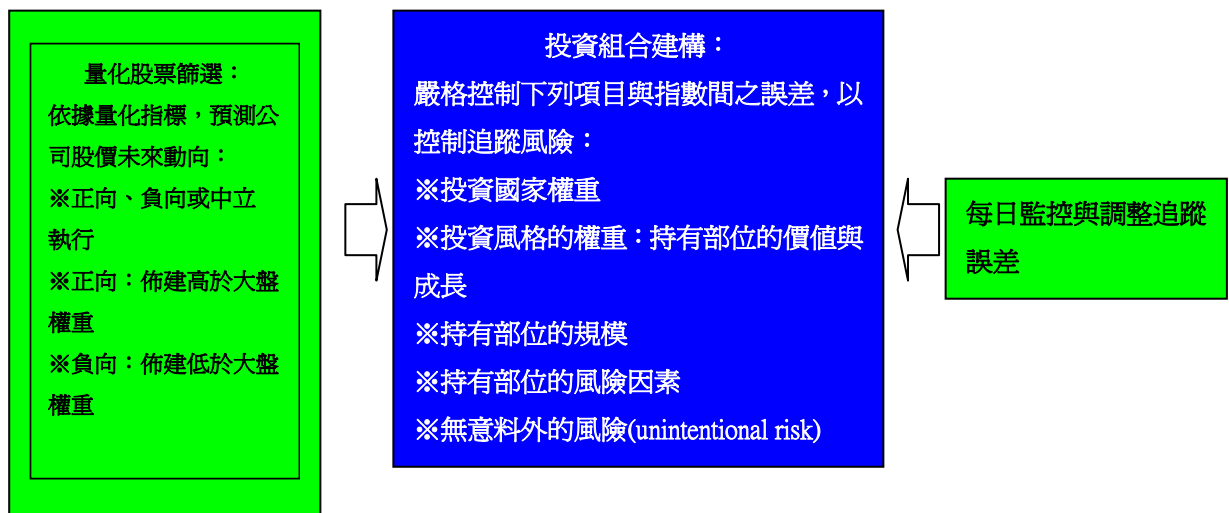 量化股票篩選：
依據量化指標，預測公
司股價未來動向：
※正向、負向或中立
執行
※正向：佈建高於大盤
權重
※負向：佈建低於大盤
權重
投資組合建構：
嚴格控制下列項目與指數間之誤差，以
控制追蹤風險：
※投資國家權重
※投資風格的權重：持有部位的價值與
成長
※持有部位的規模
※持有部位的風險因素
※無意料外的風險(unintentional risk)
每日監控與調整追蹤
誤差